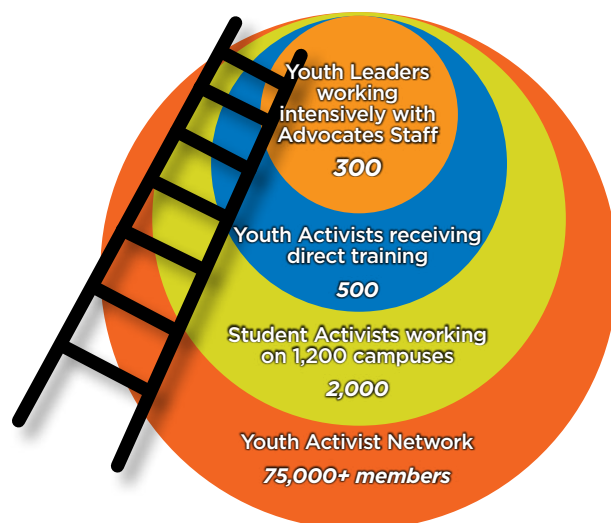 Youth Leaders
working
intensively with
Advocates Staff
300
Youth Activists receiving
direct training
500
Student Activists working
on 1,200 campuses
2,000
Youth Activist Network
75,000+ members